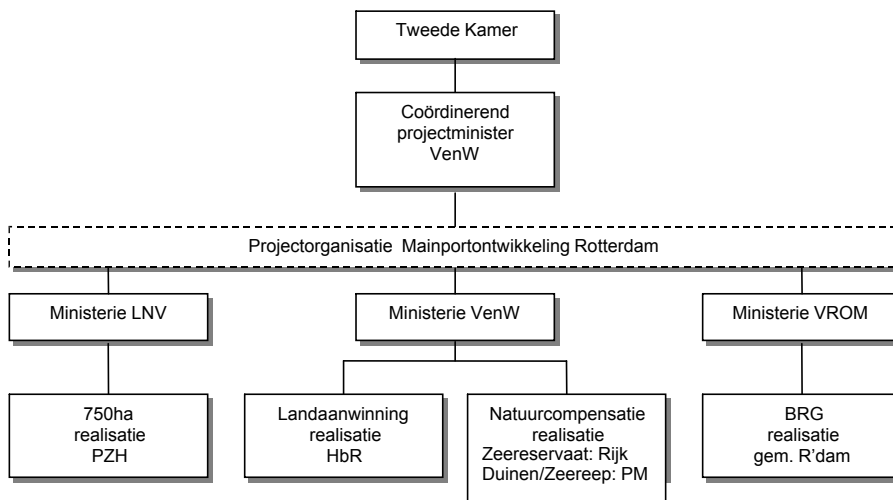 Tweede Kamer
Coördinerend
projectminister
VenW
Projectorganisatie Mainportontwikkeling Rotterdam
Ministerie LNV
Ministerie VenW
Ministerie VROM
750ha
realisatie
PZH
Landaanwinning
realisatie
HbR
Natuurcompensatie
realisatie
Zeereservaat: Rijk
Duinen/Zeereep: PM
BRG
realisatie
gem. R'dam